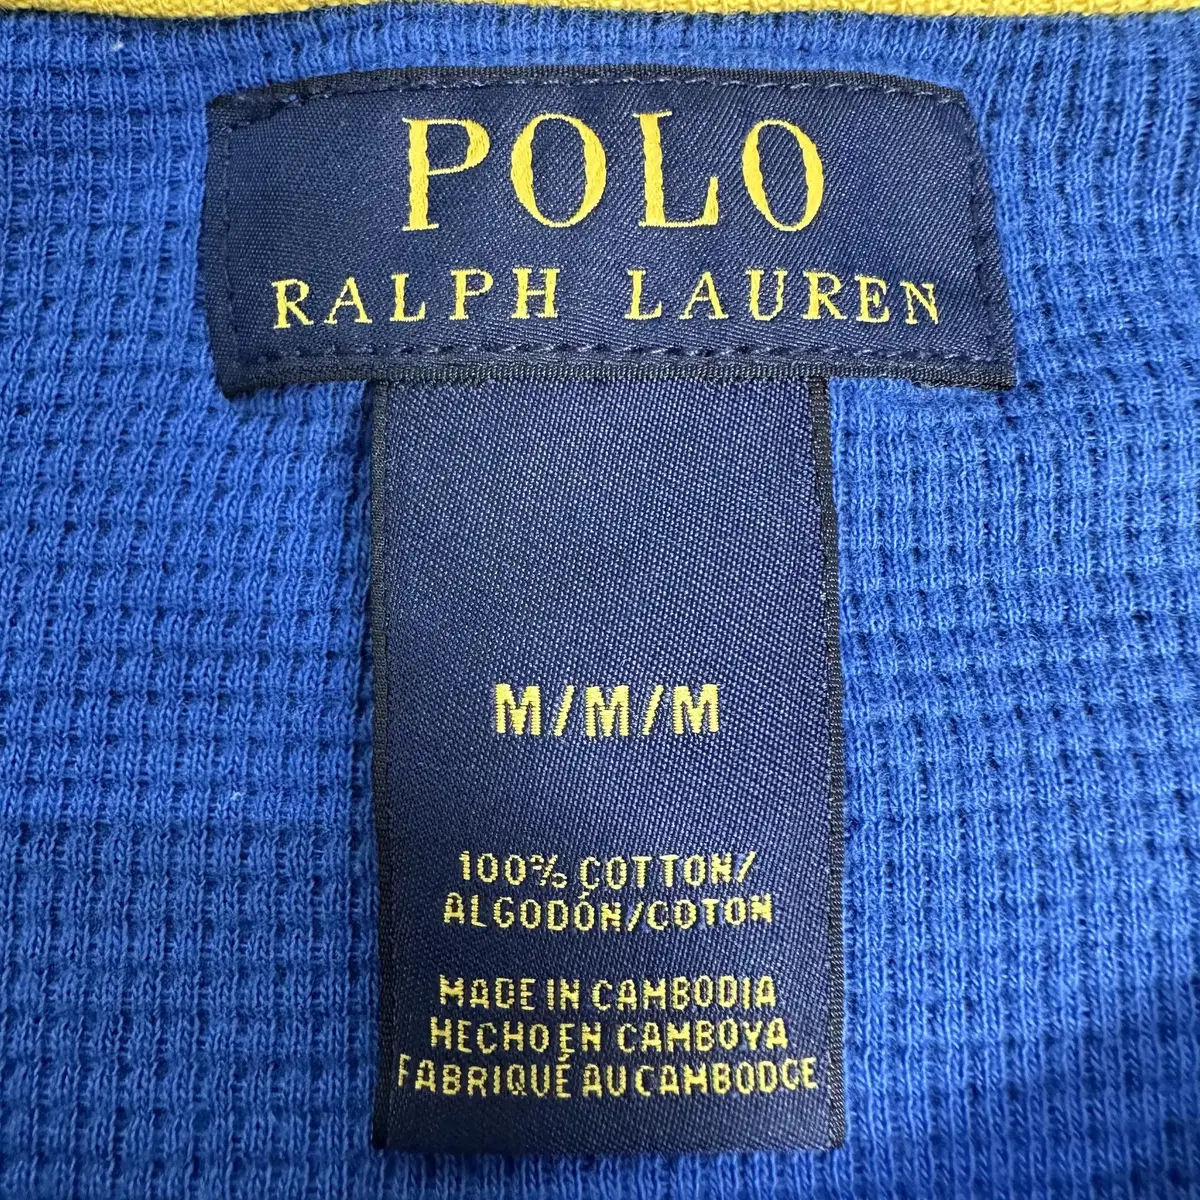 POLO
RALPH LAUREN
M/M/M
100% COTTON/
ALGODÓN/COTON
MADE IN CAMBODIA
HECHO EN CAMBOYA
FABRIQUÉ AU CAMBODGE